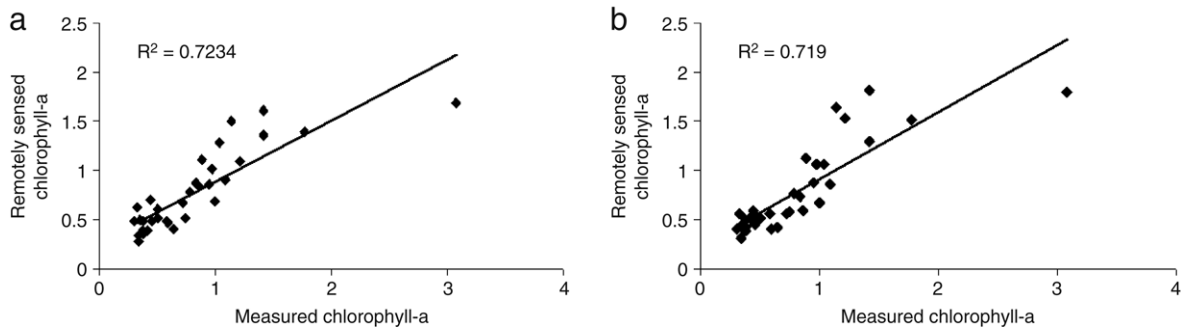 a
R² = 0.7234
Remotely sensed
chlorophyll-a
2.5
2
1.5
1
0.5
0
0
1
2
3
4
Measured chlorophyll-a
b
R² = 0.719
Remotely sensed
chlorophyll-a
2.5
2
1.5
1
0.5
0
0
1
2
3
4
Measured chlorophyll-a